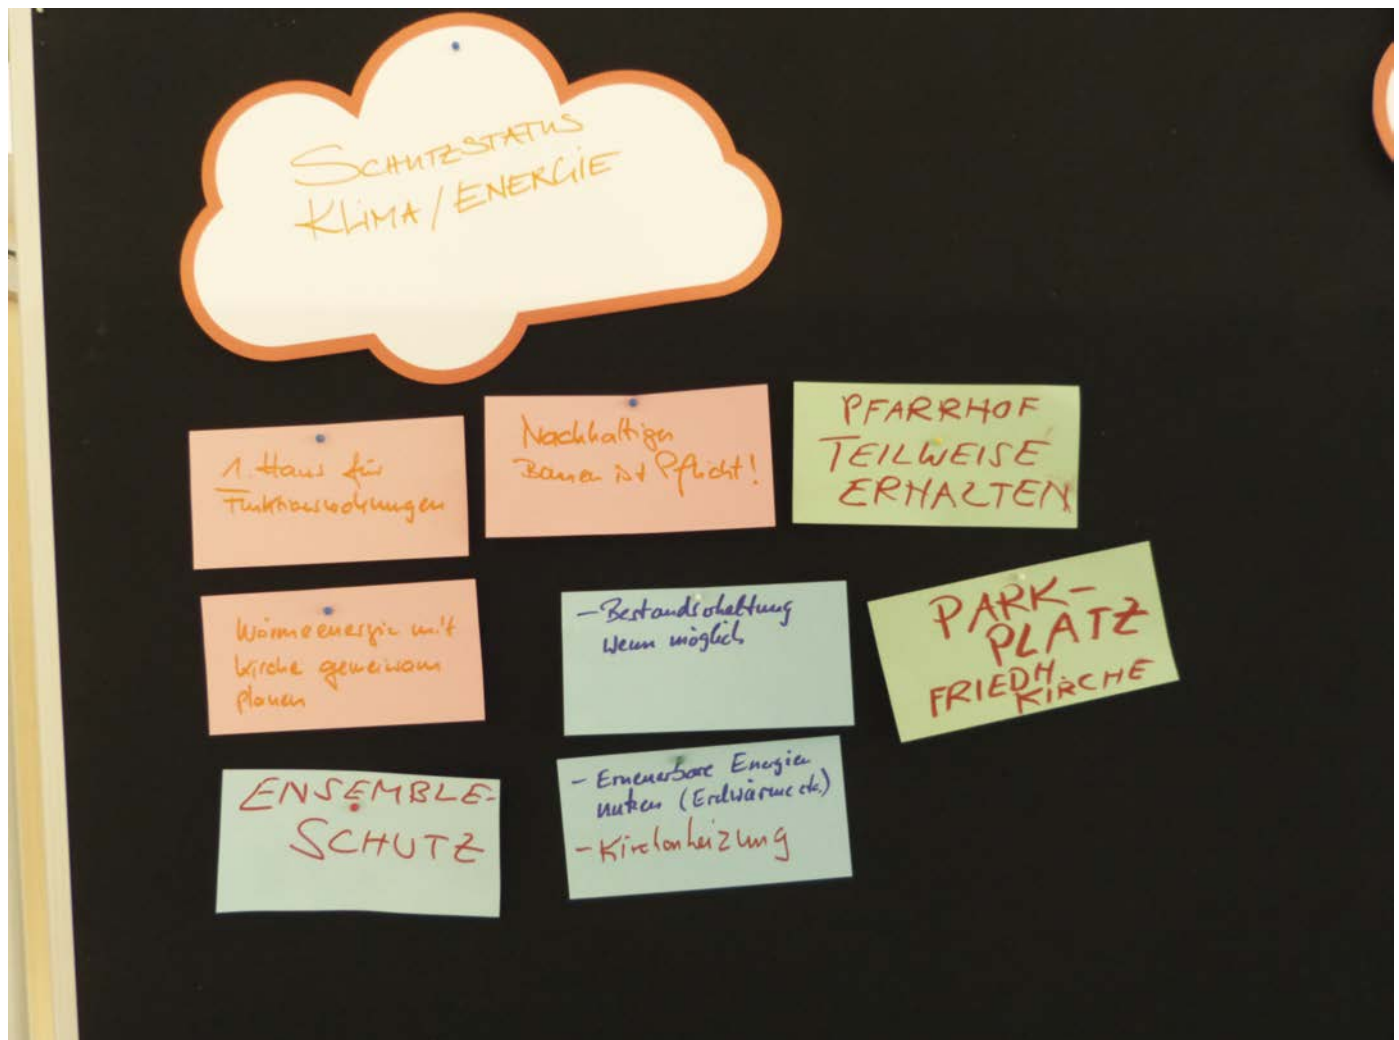 SCHUTZSTATUS
KLIMA/ENERGIE
1. Haus für
Funktionswohnungen
Nachhaltiges
Bauen ist Pflicht!
PFARRHOF
TEILWEISE
ERHALTEN
Wärmeenergie mit
Kirche gemeinsam
planen
- Bestandserhaltung
wenn möglich
PARK-
PLATZ
FRIEDH.
KIRCHE
ENSEMBLE-
SCHUTZ
- Erneuerbare Energien
nutzen (Erdwärme etc.)
- Kirchenheizung